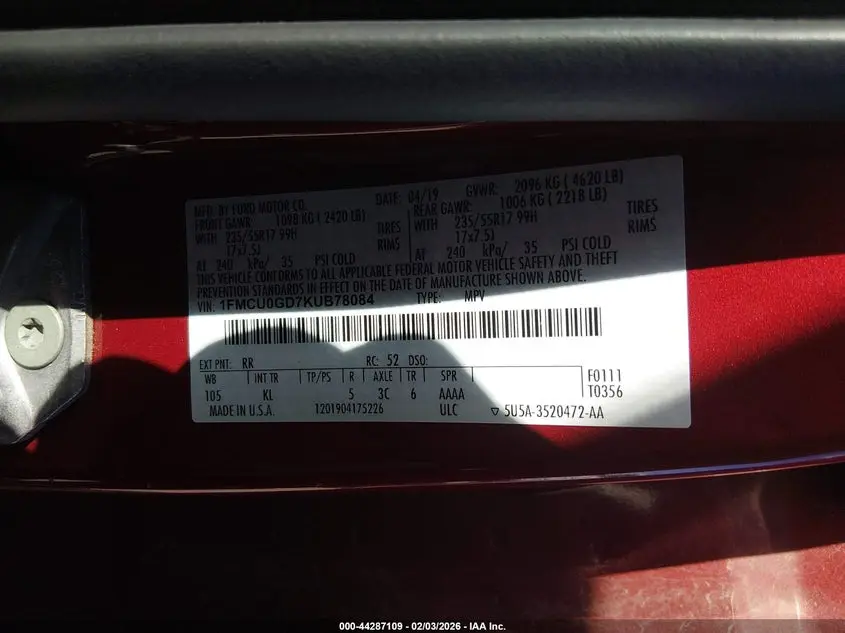 MFD. BY FORD MOTOR CO. DATE: 04/19 GVWR: 2096 KG ( 4620 LB)
FRONT GAWR: 1098 KG ( 2420 LB) REAR GAWR: 1006 KG ( 2218 LB)
WITH 235/55R17 99H TIRES WITH 235/55R17 99H TIRES
17x7.5J RIMS 17x7.5J RIMS
AT 240 kPa/ 35 PSI COLD AT 240 kPa/ 35 PSI COLD
THIS VEHICLE CONFORMS TO ALL APPLICABLE FEDERAL MOTOR VEHICLE SAFETY AND THEFT
PREVENTION STANDARDS IN EFFECT ON THE DATE OF MANUFACTURE SHOWN ABOVE.
VIN: 1FMCU0GD7KUB78084 TYPE: MPV
EXT PNT: RR RC: 52 DSO:
WB INT TR TP/PS R AXLE TR SPR F0111
105 KL 5 3C 6 AAAA T0356
MADE IN U.S.A. 1201904175226 ULC ▽ 5U5A-3520472-AA
000-44287109 - 02/03/2026 - IAA Inc.